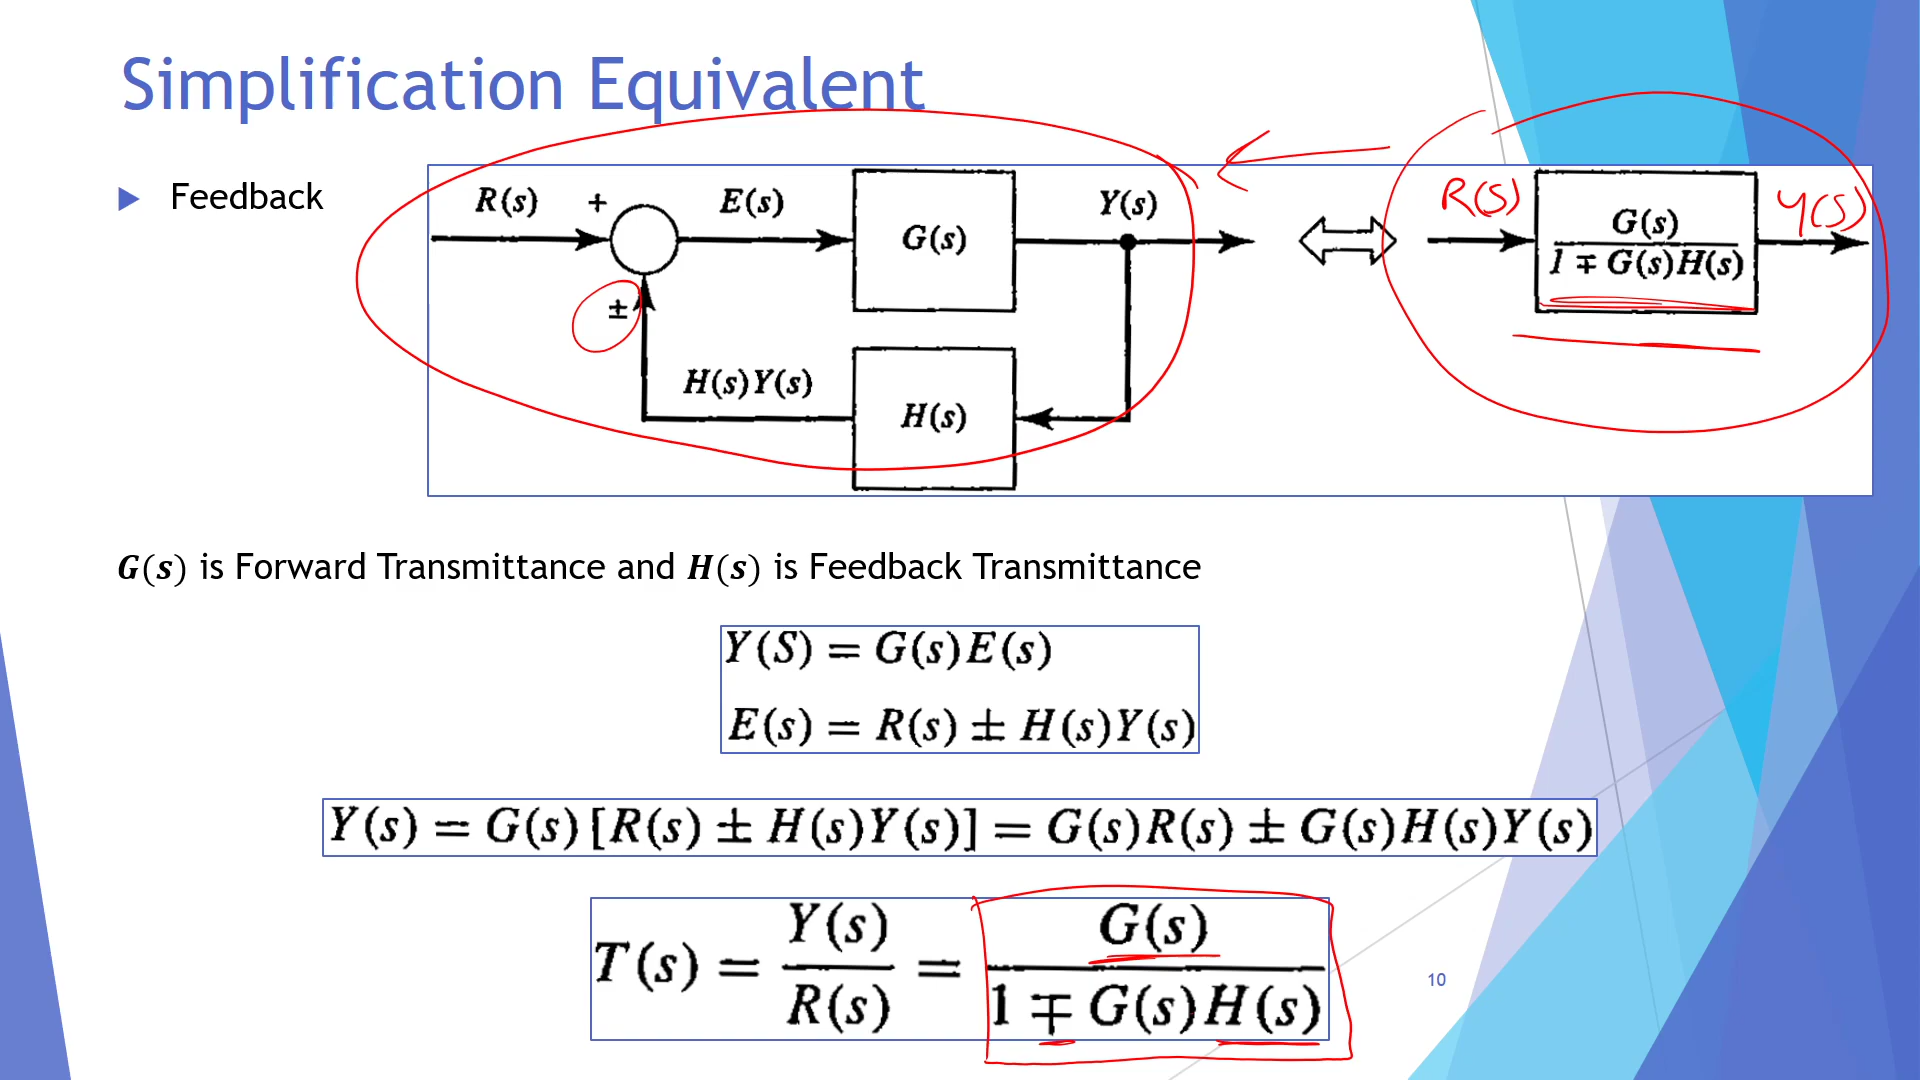 Simplification Equivalent
Feedback
R(s) + E(s) G(s) Y(s)
±
H(s)Y(s) H(s)
R(s) G(s) Y(s)
1 ∓ G(s)H(s)
G(s) is Forward Transmittance and H(s) is Feedback Transmittance
Y(S) = G(s)E(s)
E(s) = R(s) ± H(s)Y(s)
Y(s) = G(s)[R(s) ± H(s)Y(s)] = G(s)R(s) ± G(s)H(s)Y(s)
T(s) = Y(s)/R(s) = G(s)/1 ∓ G(s)H(s)
10